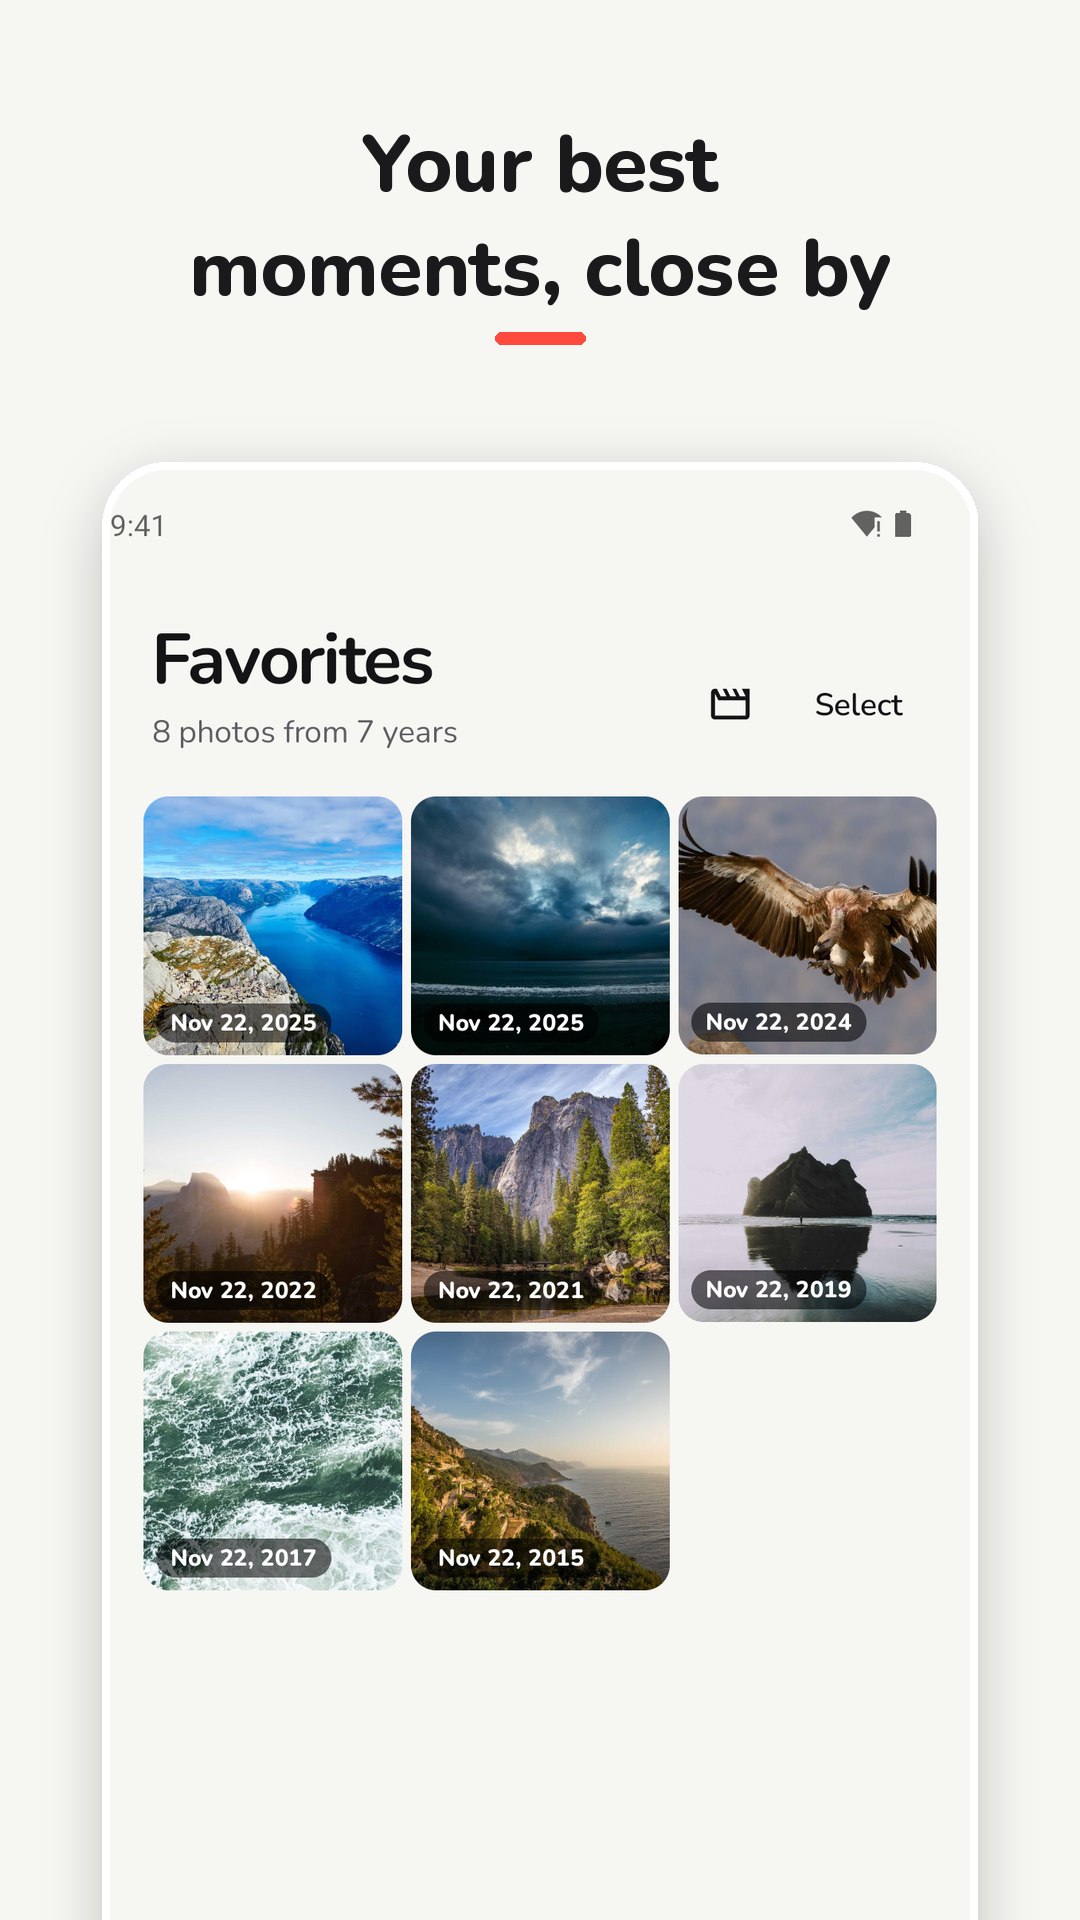 Your best
moments, close by
9:41
Favorites
8 photos from 7 years
Select
Nov 22, 2025
Nov 22, 2025
Nov 22, 2024
Nov 22, 2022
Nov 22, 2021
Nov 22, 2019
Nov 22, 2017
Nov 22, 2015